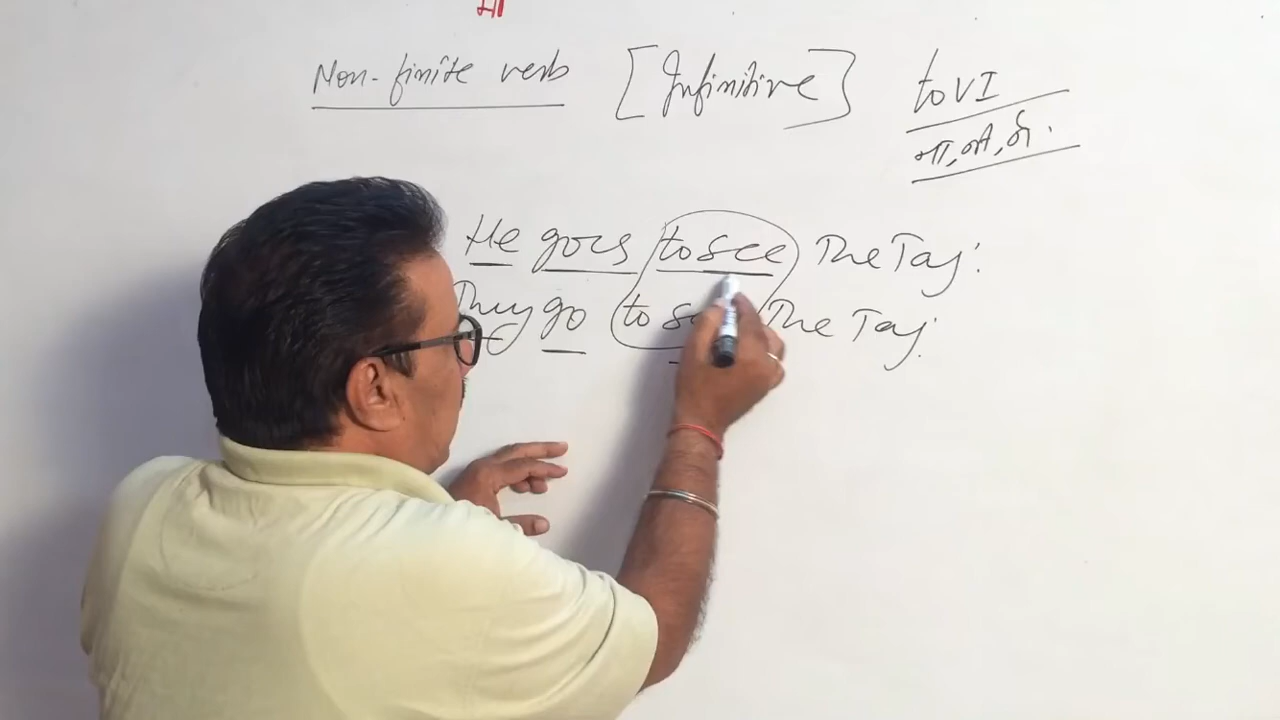 Non-finite verb [Infinitive] to VI
ना, नी, ने.
He goes to see The Taj.
They go to The Taj.